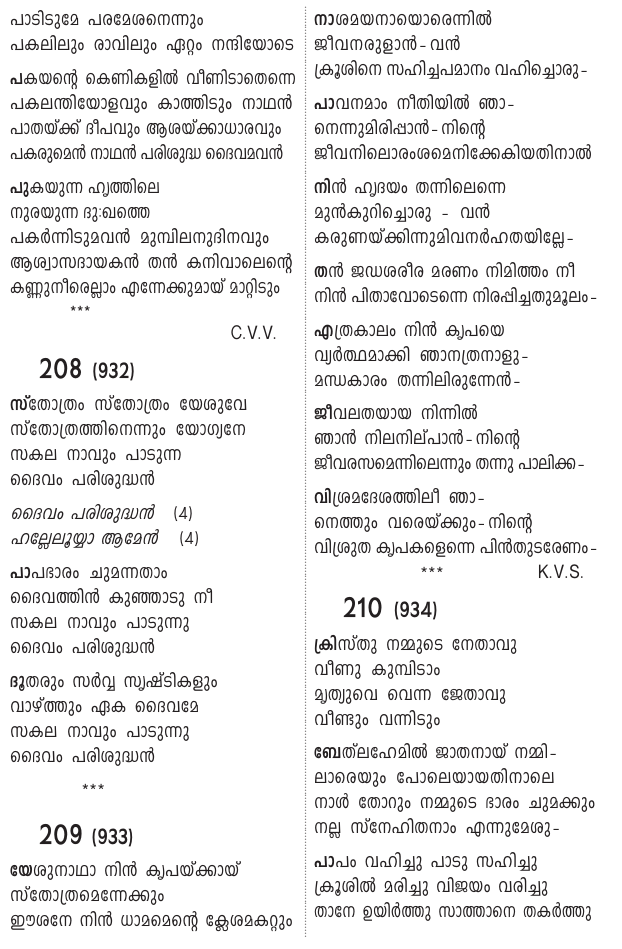 പാടിടുമേ പരമേശനെന്നും
പകലിലും രാവിലും ഏറ്റം നന്ദിയോടെ
പകയന്റെ കെണികളിൽ വീണിടാതെന്നെ
പകലന്തിയോളവും കാത്തിടും നാഥൻ
പാതയ്ക്ക് ദീപവും ആശയ്ക്കാധാരവും
പകരുമെൻ നാഥൻ പരിശുദ്ധ ദൈവമവൻ
പുകയുന്ന ഹൃത്തിലെ
നുരയുന്ന ദുഃഖത്തെ
പകർന്നിടുമവൻ മുമ്പിലനുദിനവും
ആശ്വാസദായകൻ തൻ കനിവാലെന്റെ
കണ്ണുനീരെല്ലാം എന്നേക്കുമായ് മാറ്റിടും
***
C.V.V.
208 (932)
സ്തോത്രം സ്തോത്രം യേശുവേ
സ്തോത്രത്തിനെന്നും യോഗ്യനേ
സകല നാവും പാടുന്ന
ദൈവം പരിശുദ്ധൻ
ദൈവം പരിശുദ്ധൻ (4)
ഹല്ലേലൂയ്യാ ആമേൻ (4)
പാപഭാരം ചുമന്നതാം
ദൈവത്തിൻ കുഞ്ഞാടു നീ
സകല നാവും പാടുന്നു
ദൈവം പരിശുദ്ധൻ
ദൂതരും സർവ്വ സൃഷ്ടികളും
വാഴ്ത്തും ഏക ദൈവമേ
സകല നാവും പാടുന്നു
ദൈവം പരിശുദ്ധൻ
***
209 (933)
യേശുനാഥാ നിൻ കൃപയ്ക്കായ്
സ്തോത്രമെന്നേക്കും
ഈശനേ നിൻ ധാമമെന്റെ ക്ലേശമകറ്റും
നാശമയനായൊരെന്നിൽ
ജീവനരുളാൻ-വൻ
ക്രൂശിനെ സഹിച്ചപമാനം വഹിച്ചൊരു-
പാവനമാം നീതിയിൽ ഞാ-
നെന്നുമിരിപ്പാൻ-നിന്റെ
ജീവനിലൊരംശമെനിക്കേകിയതിനാൽ
നിൻ ഹൃദയം തന്നിലെന്നെ
മുൻകുറിച്ചൊരു - വൻ
കരുണയ്ക്കിന്നുമിവനർഹതയില്ലേ-
തൻ ജഡശരീര മരണം നിമിത്തം നീ
നിൻ പിതാവോടെന്നെ നിരപ്പിച്ചതുമൂലം-
എത്രകാലം നിൻ കൃപയെ
വ്യർത്ഥമാക്കി ഞാനത്രനാളു-
മന്ധകാരം തന്നിലിരുന്നേൻ-
ജീവലതയായ നിന്നിൽ
ഞാൻ നിലനില്പാൻ-നിന്റെ
ജീവരസമെന്നിലെന്നും തന്നു പാലിക്ക-
വിശ്രമദേശത്തിലീ ഞാ-
നെത്തും വരെയ്ക്കും-നിന്റെ
വിശ്രുത കൃപകളെന്നെ പിൻതുടരേണം-
*** K.V.S.
210 (934)
ക്രിസ്തു നമ്മുടെ നേതാവു
വീണു കുമ്പിടാം
മൃത്യുവെ വെന്ന ജേതാവു
വീണ്ടും വന്നിടും
ബേത്‌ലഹേമിൽ ജാതനായ് നമ്മി-
ലാരെയും പോലെയായതിനാലെ
നാൾ തോറും നമ്മുടെ ഭാരം ചുമക്കും
നല്ല സ്നേഹിതനാം എന്നുമേശു-
പാപം വഹിച്ചു പാടു സഹിച്ചു
ക്രൂശിൽ മരിച്ചു വിജയം വരിച്ചു
താനേ ഉയിർത്തു സാത്താനെ തകർത്തു